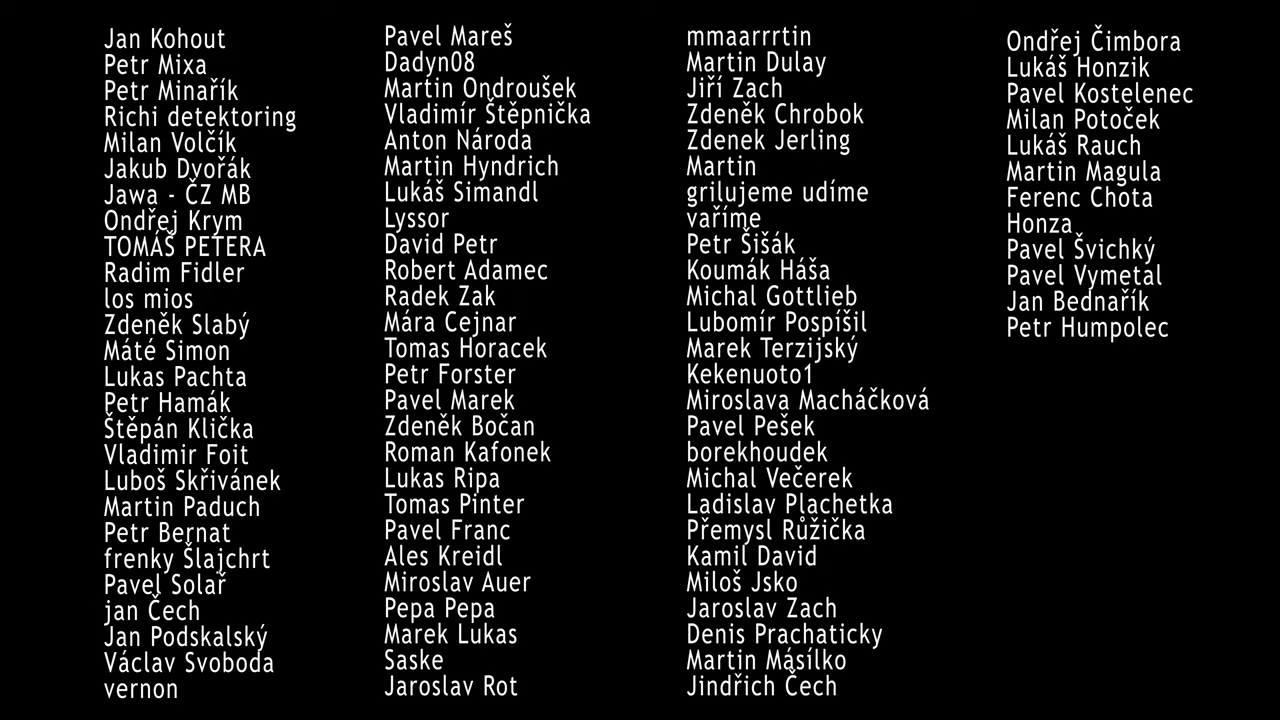 Jan Kohout
Petr Mixa
Petr Minařík
Richi detektoring
Milan Volčík
Jakub Dvořák
Jawa - ČZ MB
Ondřej Krym
TOMÁŠ PETERA
Radim Fidler
los mios
Zdeněk Slabý
Máté Simon
Lukas Pachta
Petr Hamák
Štěpán Klička
Vladimir Foit
Luboš Skřivánek
Martin Paduch
Petr Bernat
frenky Šlajchrt
Pavel Solař
jan Čech
Jan Podskalský
Václav Svoboda
vernon
Pavel Mareš
Dadyn08
Martin Ondroušek
Vladimír Štěpnička
Anton Národa
Martin Hyndrich
Lukáš Simandl
Lyssor
David Petr
Robert Adamec
Radek Zak
Mára Cejnar
Tomas Horacek
Petr Forster
Pavel Marek
Zdeněk Bočan
Roman Kafonek
Lukas Ripa
Tomas Pinter
Pavel Franc
Ales Kreidl
Miroslav Auer
Pepa Pepa
Marek Lukas
Saske
Jaroslav Rot
mmaarrrtin
Martin Dulay
Jiří Zach
Zdeněk Chrobok
Zdenek Jerling
Martin
grilujeme udíme
vaříme
Petr Šišák
Koumák Háša
Michal Gottlieb
Lubomír Pospíšil
Marek Terzijský
Kekenuoto1
Miroslava Macháčková
Pavel Pešek
borekhoudek
Michal Večerek
Ladislav Plachetka
Přemysl Růžička
Kamil David
Miloš Jsko
Jaroslav Zach
Denis Prachaticky
Martin Másílko
Jindřich Čech
Ondřej Čimbora
Lukáš Honzik
Pavel Kostelenec
Milan Potoček
Lukáš Rauch
Martin Magula
Ferenc Chota
Honza
Pavel Švichký
Pavel Vymetal
Jan Bednařík
Petr Humpolec